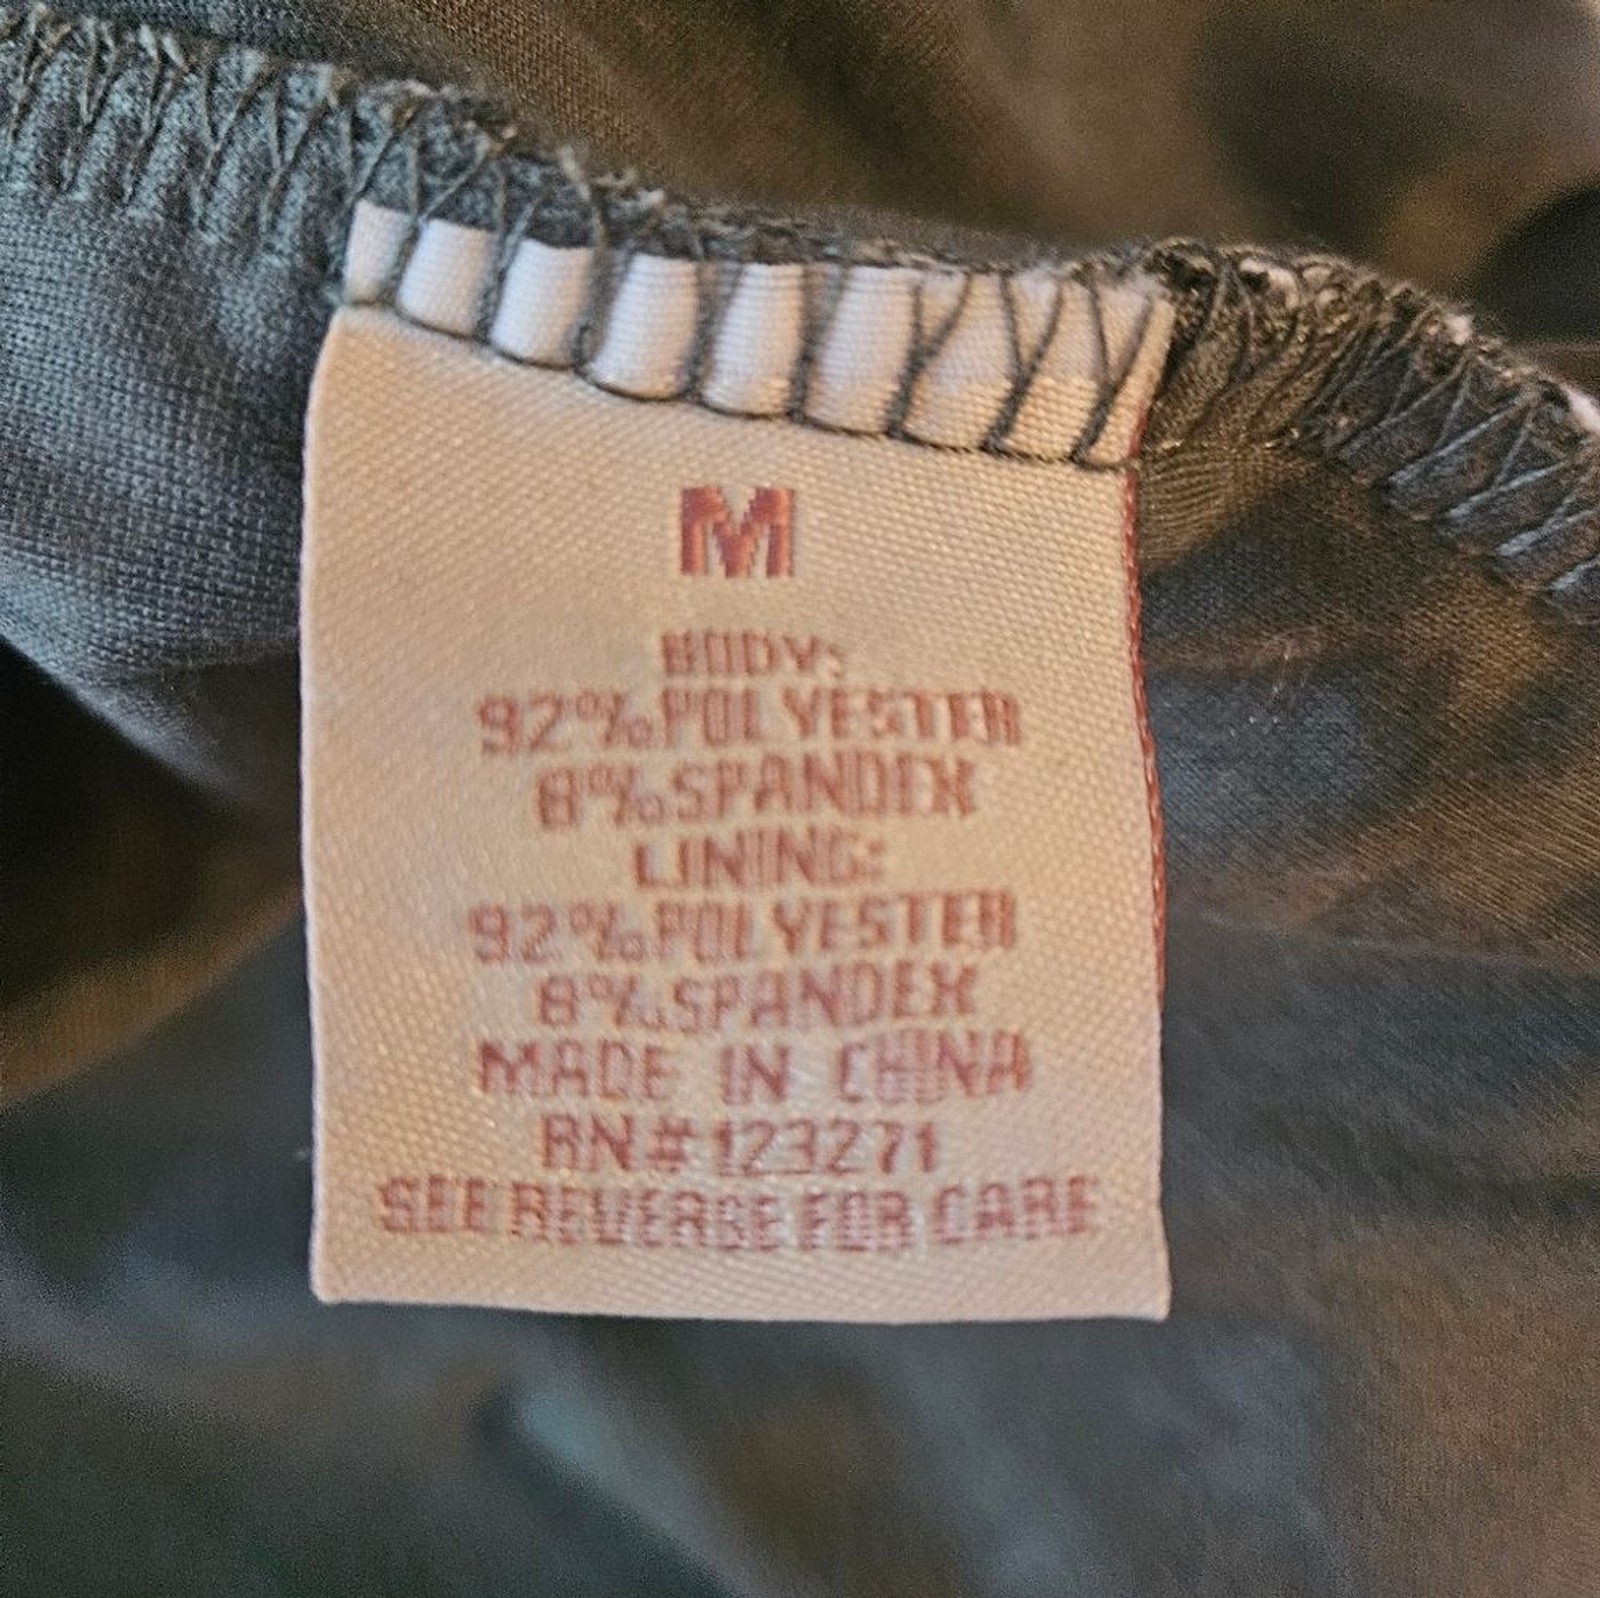 M
BODY:
92%POLYESTER
8%SPANDEX
LINING:
92%POLYESTER
8%SPANDEX
MADE IN CHINA
RN#123271
SEE REVERSE FOR CARE